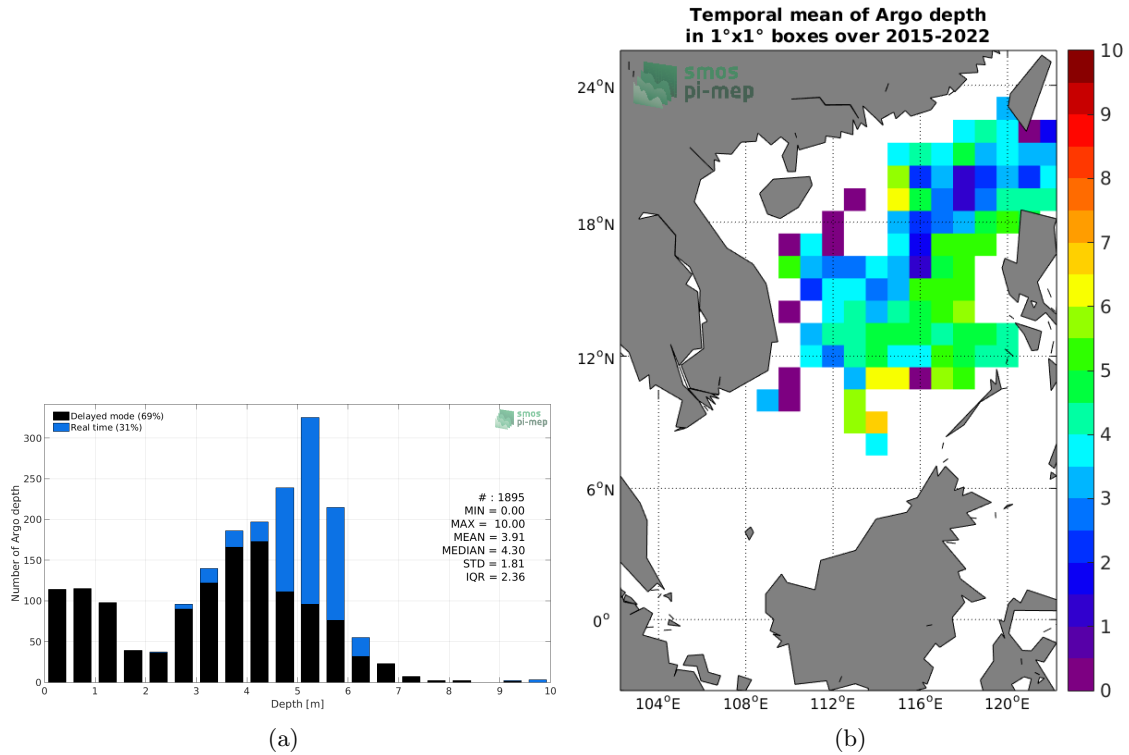 Delayed mode (69%)
Real time (31%)
smos
pi-mep
# : 1895
MIN = 0.00
MAX = 10.00
MEAN = 3.91
MEDIAN = 4.30
STD = 1.81
IQR = 2.36
Number of Argo depth
300
250
200
150
100
50
0
0 1 2 3 4 5 6 7 8 9 10
Depth [m]
(a)
Temporal mean of Argo depth
in 1°x1° boxes over 2015-2022
smos
pi-mep
24°N
18°N
12°N
6°N
0°
104°E 108°E 112°E 116°E 120°E
10
9
8
7
6
5
4
3
2
1
0
(b)